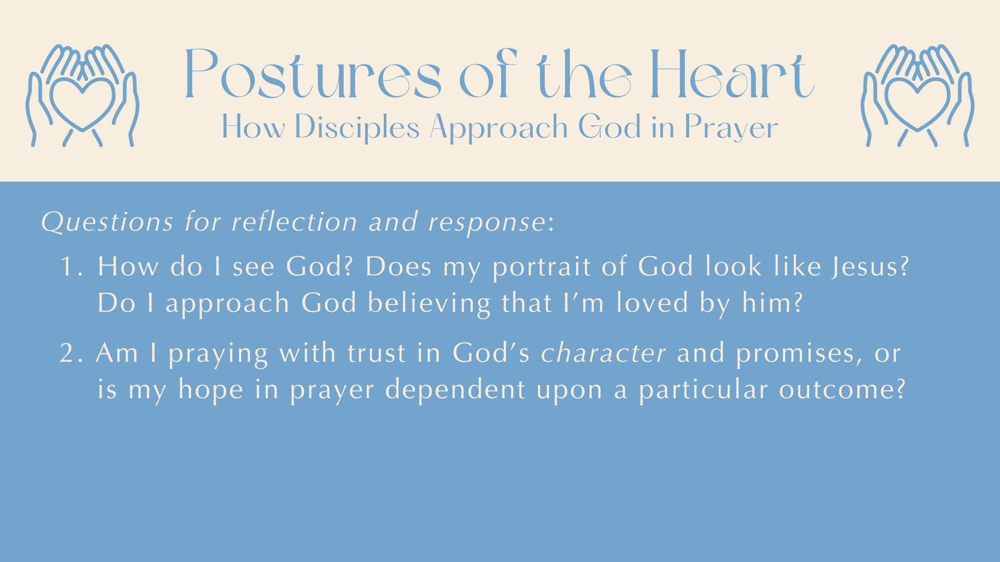 Postures of the Heart
How Disciples Approach God in Prayer
Questions for reflection and response:
1. How do I see God? Does my portrait of God look like Jesus?
Do I approach God believing that I’m loved by him?
2. Am I praying with trust in God’s character and promises, or
is my hope in prayer dependent upon a particular outcome?